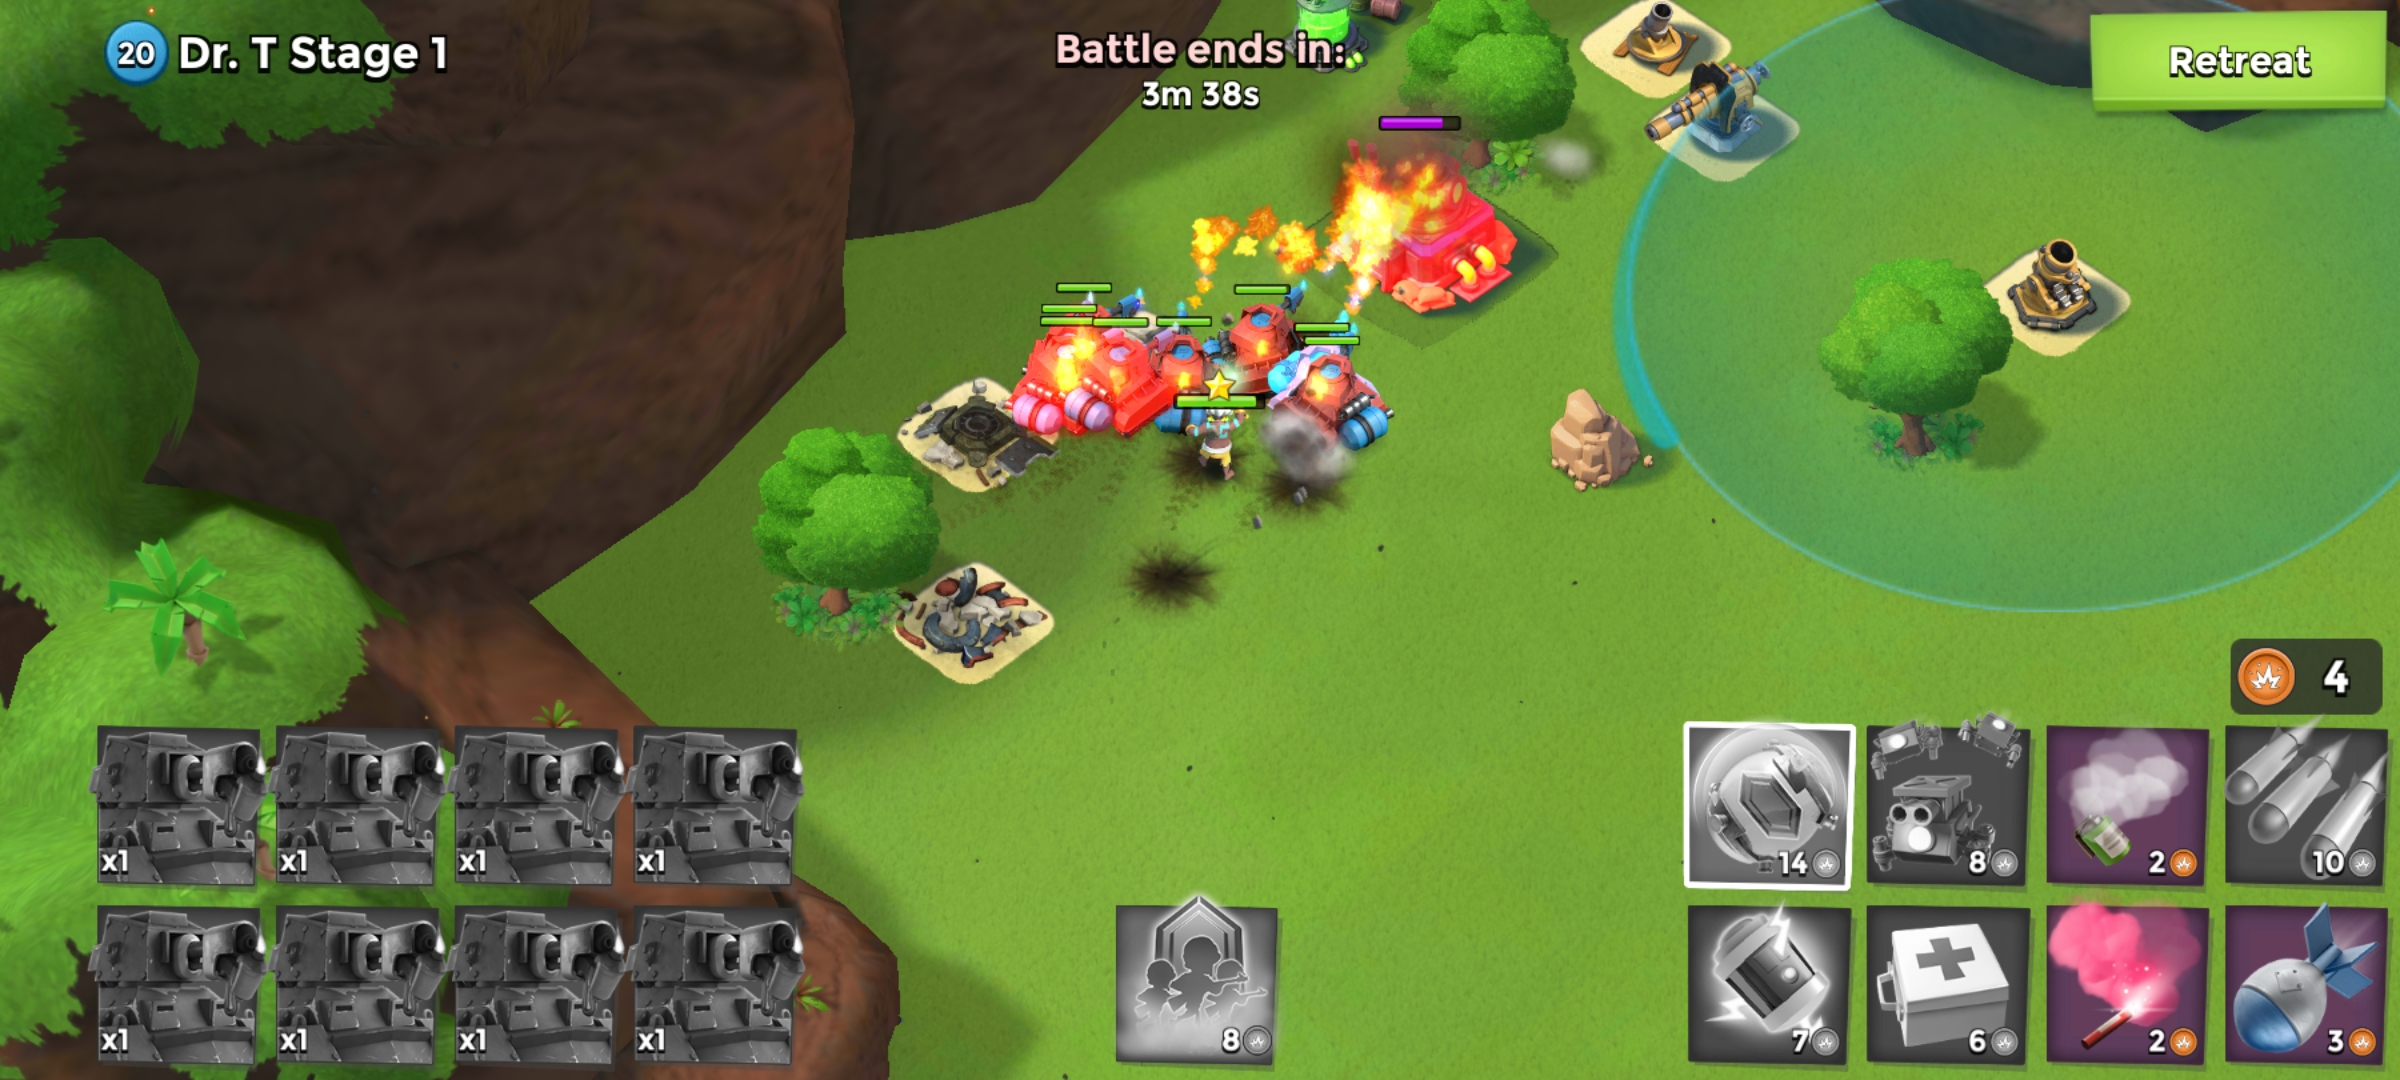 20 Dr. T Stage 1
Battle ends in:
3m 38s
Retreat
4
x1 x1 x1 x1
14 8 2 10
x1 x1 x1 x1
8
7 6 2 3